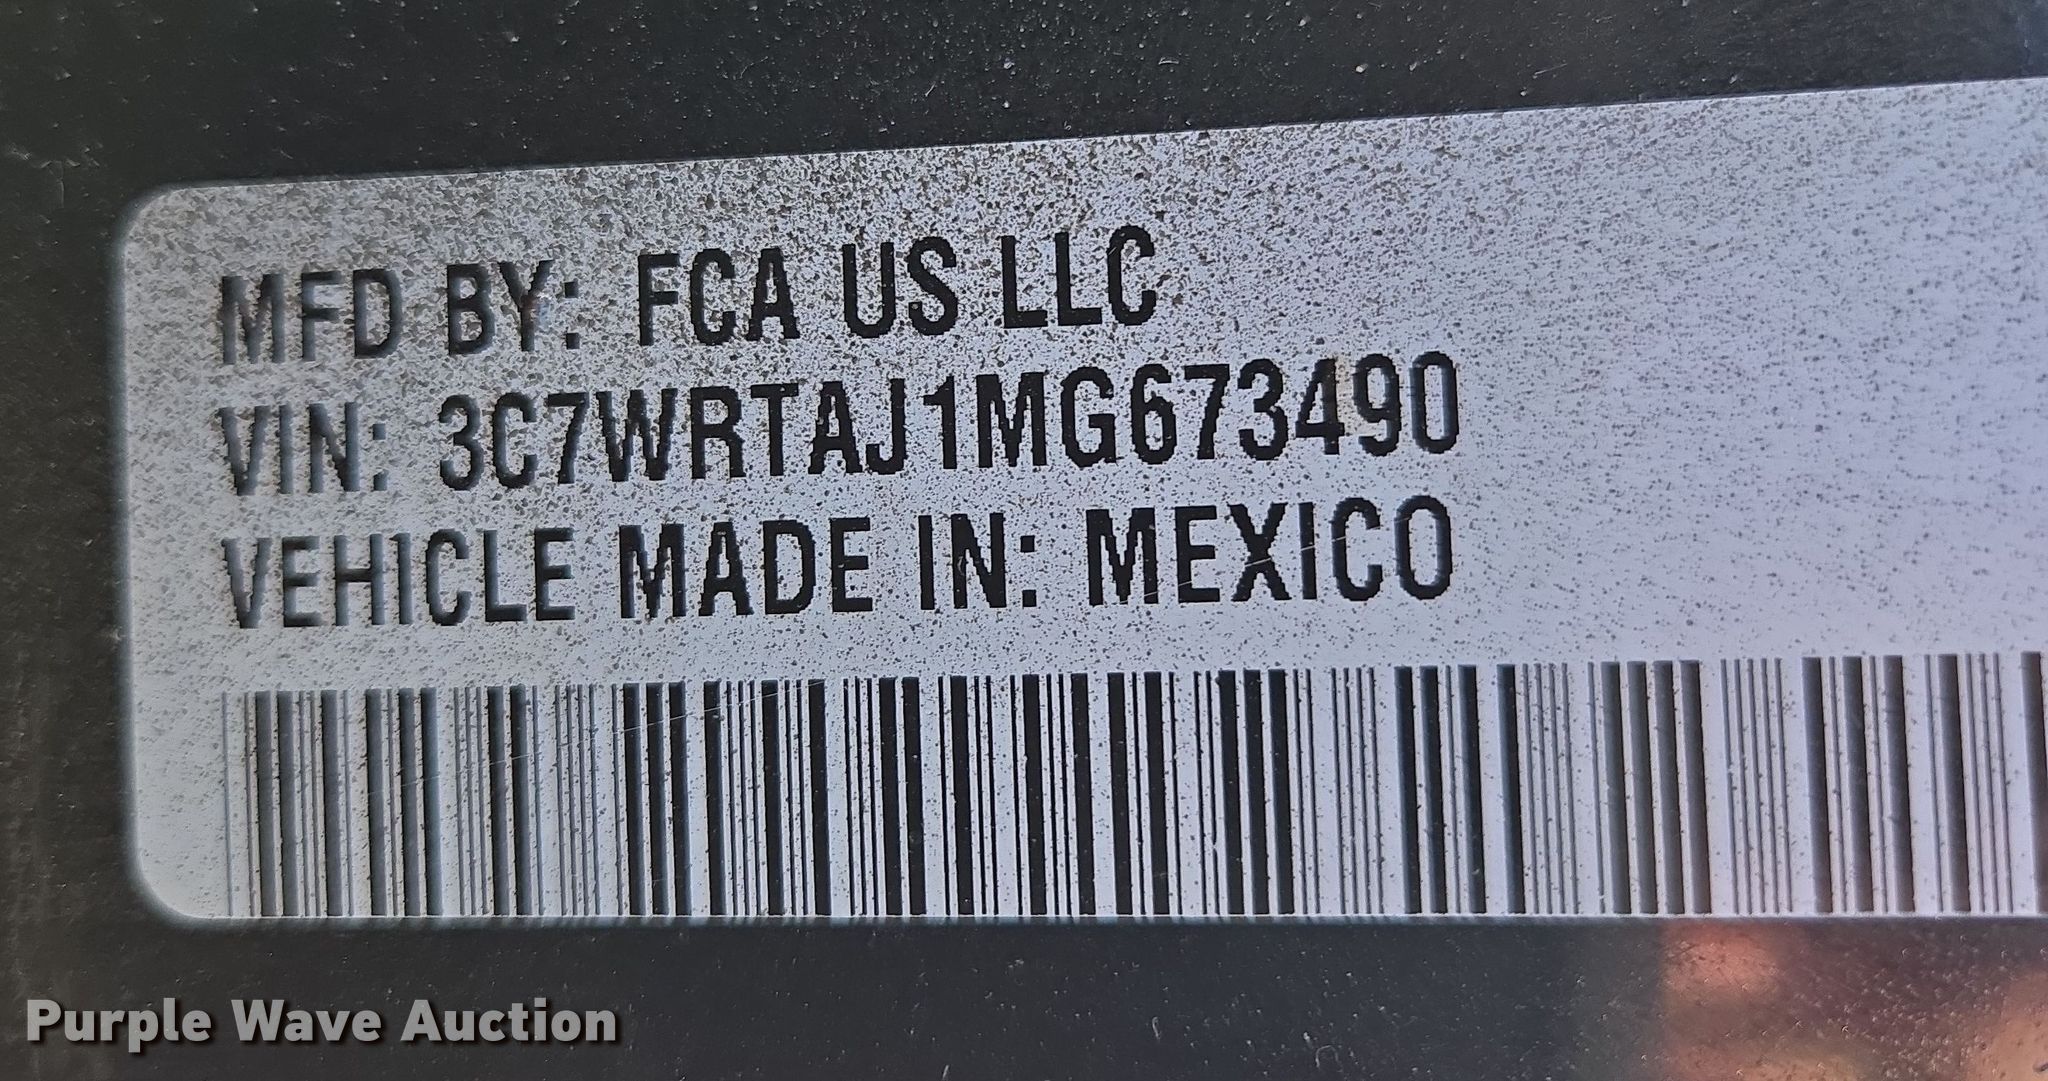 MFD BY: FCA US LLC
VIN: 3C7WRTAJ1MG673490
VEHICLE MADE IN: MEXICO
Purple Wave Auction